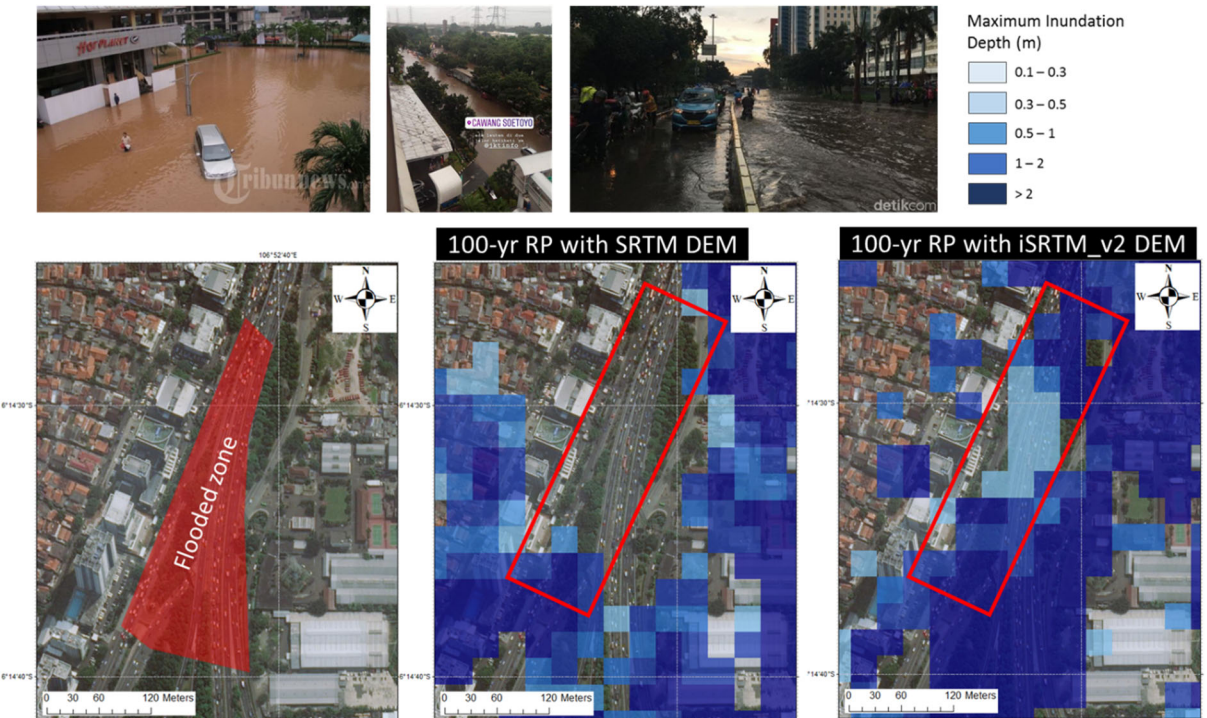 HOT PLANET
Tribunnews.com
CAWANG SOETOYO
@jktinfo
detikcom
Maximum Inundation
Depth (m)
0.1 – 0.3
0.3 – 0.5
0.5 – 1
1 – 2
> 2
100-yr RP with SRTM DEM
100-yr RP with iSRTM_v2 DEM
106°52'40"E
N
W E
S
N
W E
S
N
W E
S
Flooded zone
6°14'30"S
6°14'30"S
°14'30"S
6°14'40"S
6°14'40"S
°14'40"S
0 30 60 120 Meters
0 30 60 120 Meters
0 30 60 120 Meters